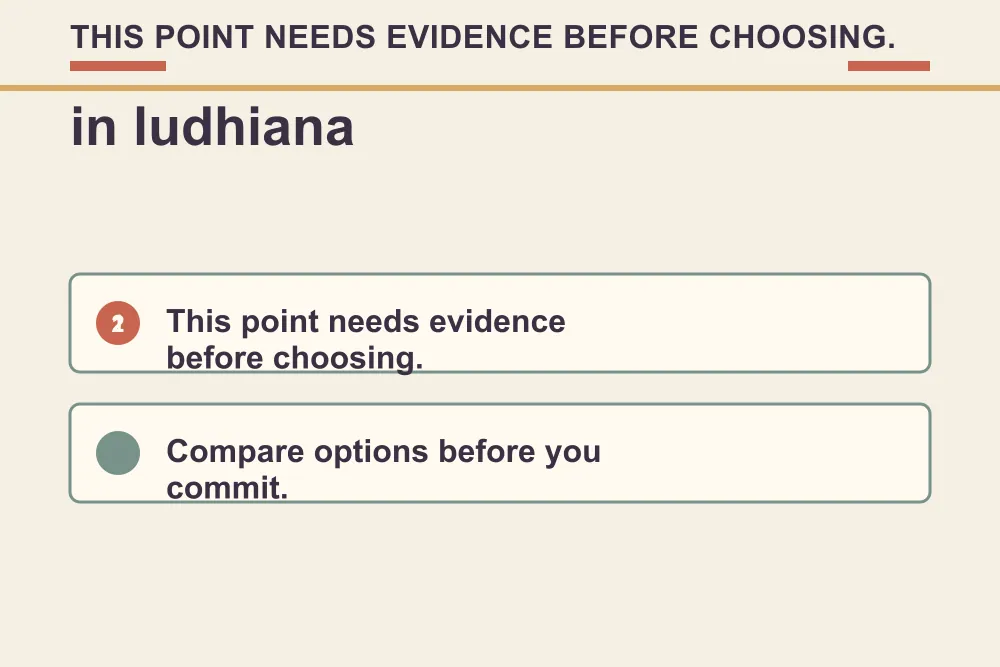 THIS POINT NEEDS EVIDENCE BEFORE CHOOSING.
in ludhiana
2 This point needs evidence
before choosing.
Compare options before you
commit.